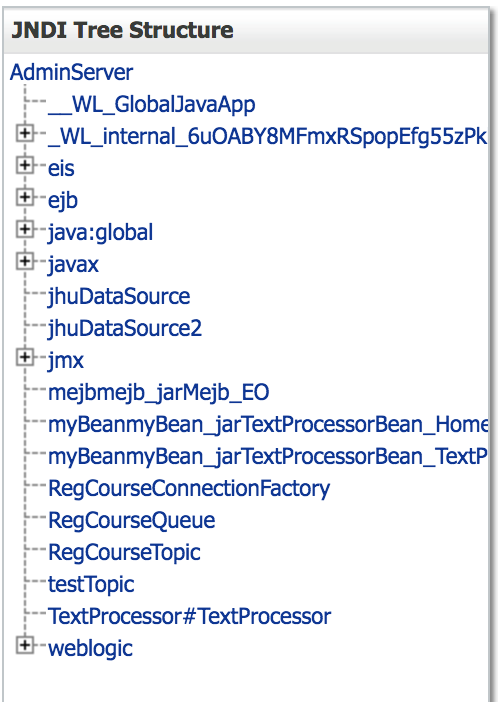 JNDI Tree Structure
AdminServer
__WL_GlobalJavaApp
_WL_internal_6uOABY8MFmxRSpopEfg55zPk
eis
ejb
java:global
javax
jhuDataSource
jhuDataSource2
jmx
mejbmejb_jarMejb_EO
myBeanmyBean_jarTextProcessorBean_Home
myBeanmyBean_jarTextProcessorBean_TextP
RegCourseConnectionFactory
RegCourseQueue
RegCourseTopic
testTopic
TextProcessor#TextProcessor
weblogic